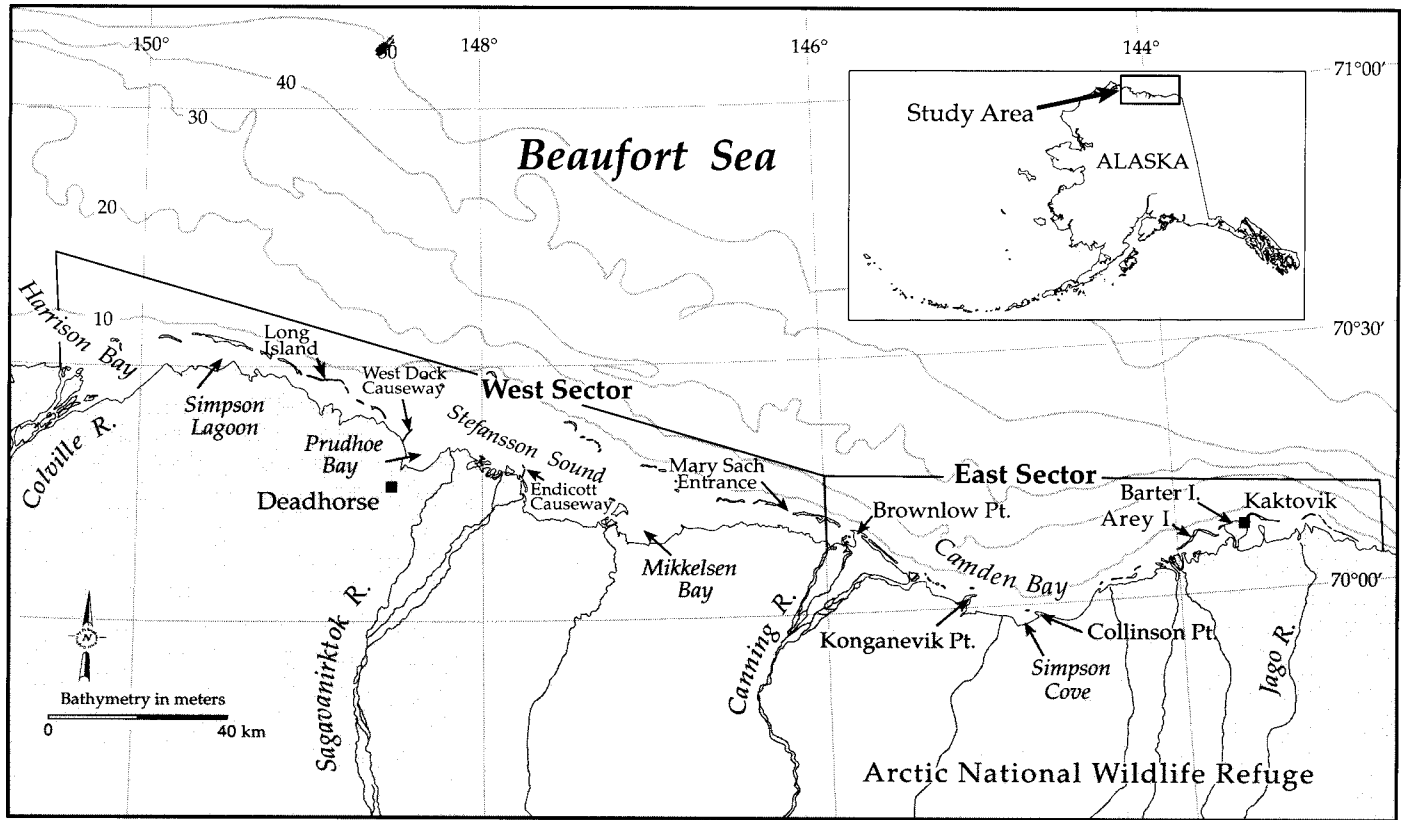 150°
148°
146°
144°
50
40
30
20
10
71°00'
70°30'
70°00'
Study Area
ALASKA
Beaufort Sea
Harrison Bay
Long
Island
West Dock
Causeway
West Sector
Simpson
Lagoon
Colville R.
Prudhoe
Bay
Stefansson Sound
Deadhorse
Endicott
Causeway
Mary Sach
Entrance
East Sector
Brownlow Pt.
Barter I.
Kaktovik
Arey I.
Camden Bay
Mikkelsen
Bay
Konganevik Pt.
Collinson Pt.
Simpson
Cove
Sagavanirktok R.
Canning R.
Jago R.
N
Bathymetry in meters
0
40 km
Arctic National Wildlife Refuge